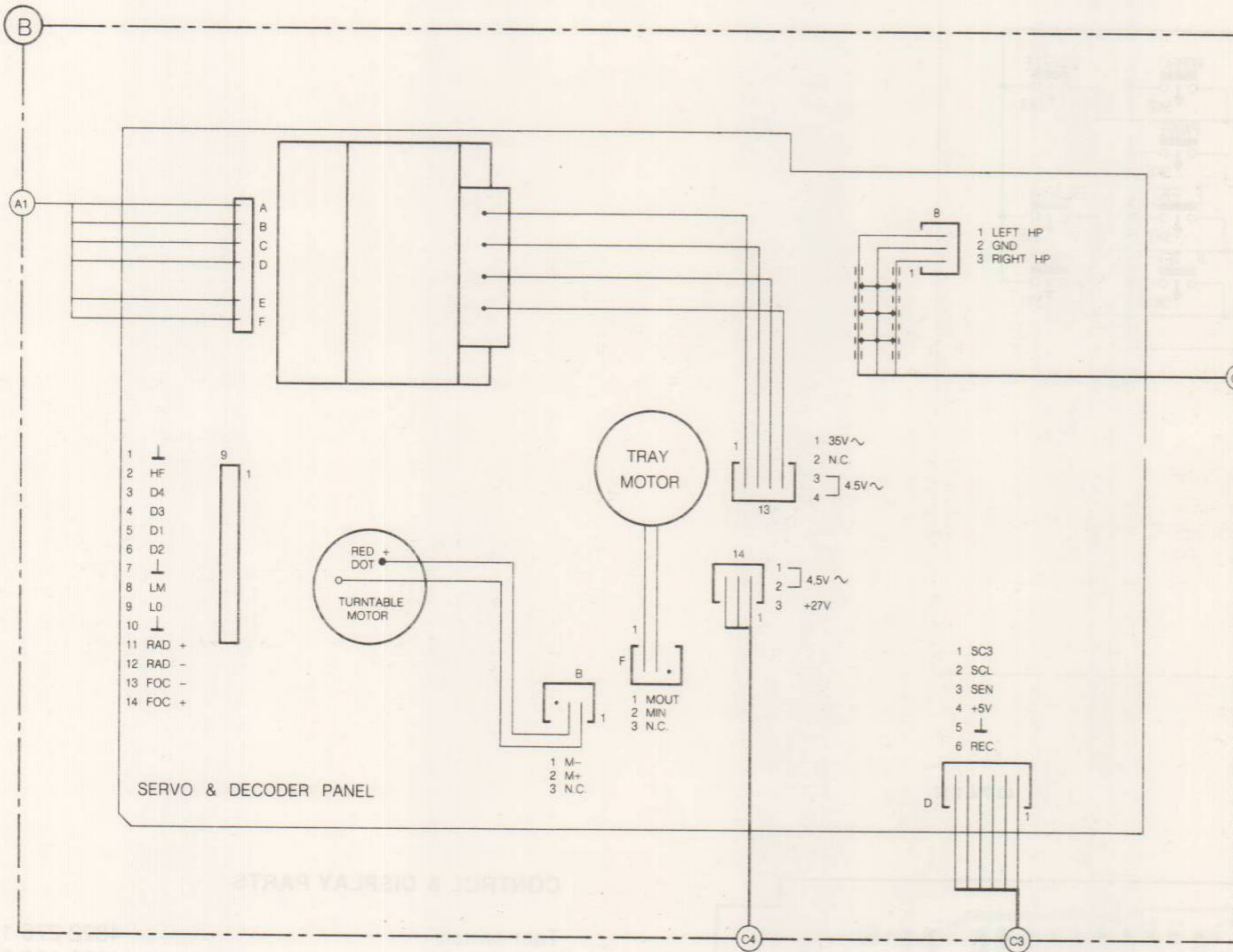 B
A1
A
B
C
D
E
F
8
1 LEFT HP
2 GND
3 RIGHT HP
1
1 ⊥
2 HF
3 D4
4 D3
5 D1
6 D2
7 ⊥
8 LM
9 L0
10 ⊥
11 RAD +
12 RAD -
13 FOC -
14 FOC +
9
1
TRAY
MOTOR
1
1 35V~
2 N.C.
3
4
4.5V~
13
RED +
DOT
TURNTABLE
MOTOR
14
1
2
4.5V~
3 +27V
1
1
F
1 MOUT
2 MIN
3 N.C.
B
1
1 M-
2 M+
3 N.C.
1 SC3
2 SCL
3 SEN
4 +5V
5 ⊥
6 REC
D
1
SERVO & DECODER PANEL
CONTROL & DISPLAY PARTS
C4
C3